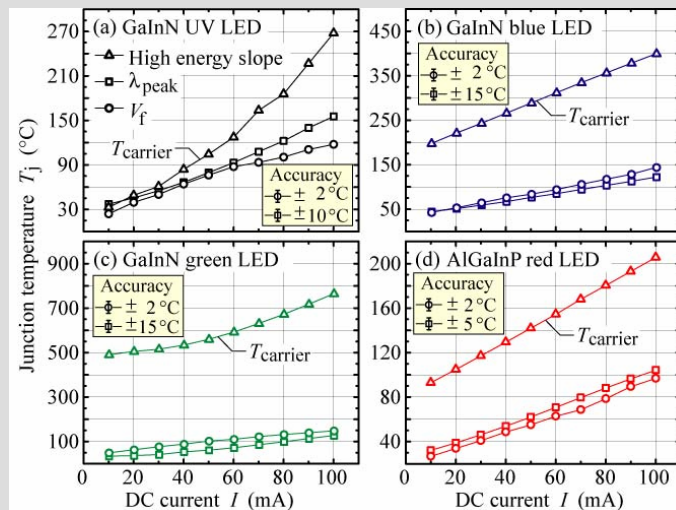 Junction temperature Tj (°C)
(a) GaInN UV LED
High energy slope
λpeak
Vf
Tcarrier
Accuracy
± 2°C
±10°C
270
210
150
90
30
(b) GaInN blue LED
Accuracy
± 2°C
±15°C
Tcarrier
450
350
250
150
50
(c) GaInN green LED
Accuracy
± 2°C
±15°C
Tcarrier
900
700
500
300
100
0 20 40 60 80 100
DC current I (mA)
(d) AlGaInP red LED
Accuracy
± 2°C
± 5°C
Tcarrier
200
160
120
80
40
0 20 40 60 80 100
DC current I (mA)